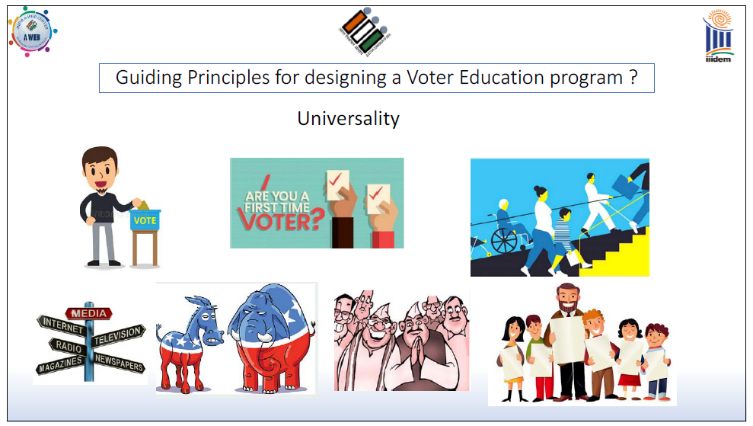 A WEB
iiidem
Guiding Principles for designing a Voter Education program ?
Universality
VOTE
ARE YOU A
FIRST TIME
VOTER?
MEDIA
INTERNET
TELEVISION
RADIO
MAGAZINES
NEWSPAPERS